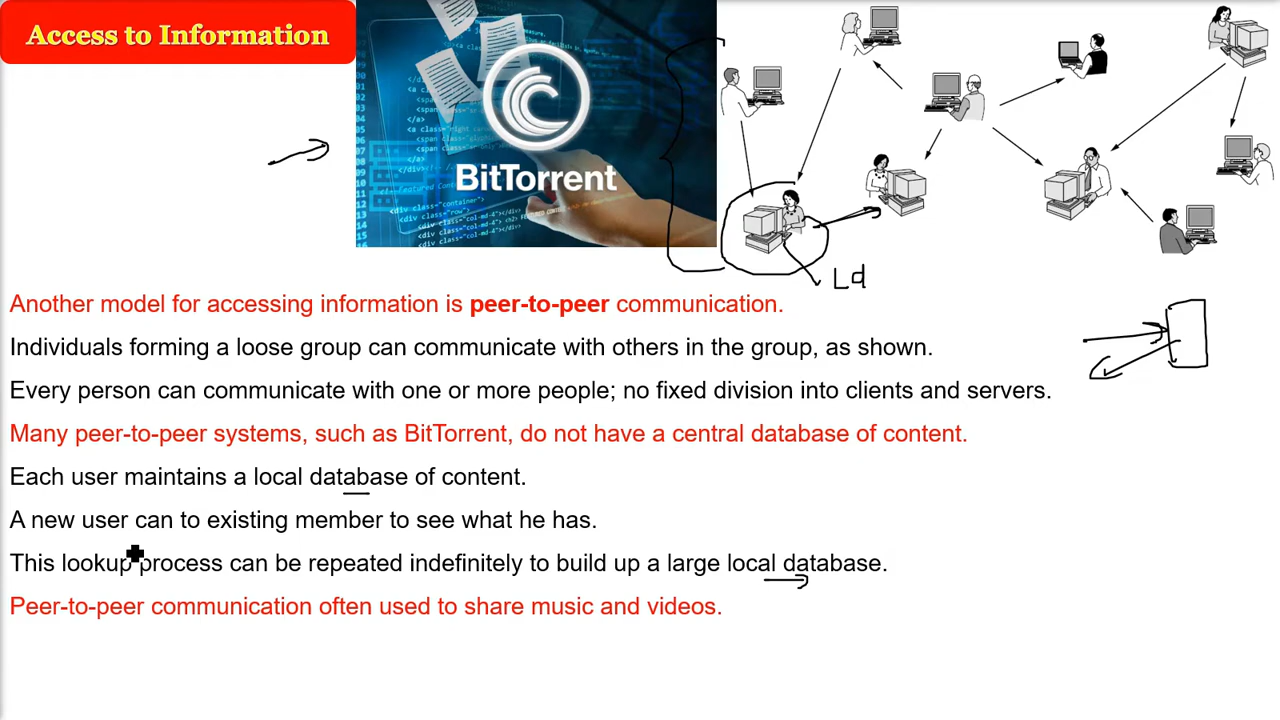 Access to Information
BitTorrent
Ld
Another model for accessing information is peer-to-peer communication.
Individuals forming a loose group can communicate with others in the group, as shown.
Every person can communicate with one or more people; no fixed division into clients and servers.
Many peer-to-peer systems, such as BitTorrent, do not have a central database of content.
Each user maintains a local database of content.
A new user can to existing member to see what he has.
This lookup process can be repeated indefinitely to build up a large local database.
Peer-to-peer communication often used to share music and videos.